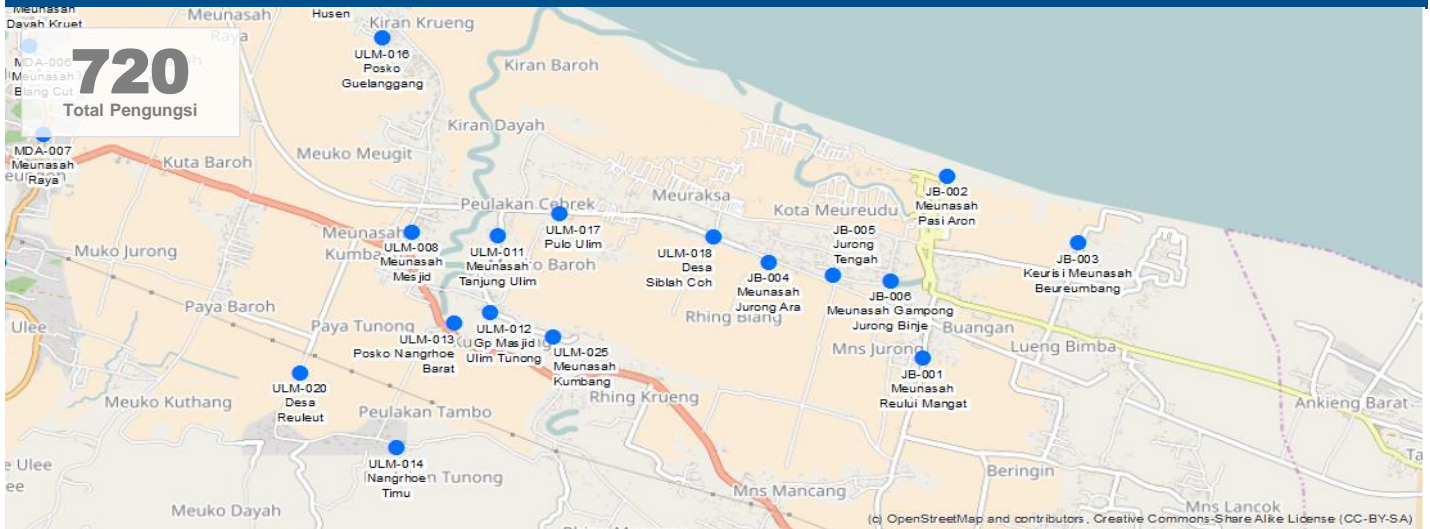 Meunasah
Dayah Kruet
Husen
Meunasah
Raya
Kiran Krueng
ULM-016
Posko
Guelanggang
Kiran Baroh
MDA-006
Meunasah
Blang Cut
720
Total Pengungsi
MDA-007
Meunasah
Raya
Kuta Baroh
Meuko Meugit
Kiran Dayah
Meuraksa
Peulakan Cebrek
Kota Meureudu
JB-002
Meunasah
Pasi Aron
ULM-017
Pulo Ulim
Meunasah
Kumba
ULM-008
Meunasah
Mesjid
ULM-011
Meunasah
Tanjung Ulim
o Baroh
ULM-018
Desa
Siblah Coh
JB-005
Jurong
Tengah
JB-004
Meunasah
Jurong Ara
JB-003
Keurisi Meunasah
Beureumbang
JB-006
Meunasah Gampong
Jurong Binje
Muko Jurong
Paya Baroh
Ulee
Paya Tunong
ULM-013
Posko Nangrhoe
Barat
ULM-012
Gp Masjid
Ulim Tunong
ULM-025
Meunasah
Kumbang
Rhing Blang
Mns Jurong
Buangan
Lueng Bimba
JB-001
Meunasah
Reului Mangat
ULM-020
Desa
Reuleut
Meuko Kuthang
Peulakan Tambo
Rhing Krueng
Ankieng Barat
ULM-014
Nangrhoe
Timu
n Tunong
e Ulee
ee
Meuko Dayah
Mns Mancang
Beringin
Mns Lancok
Ta
(c) OpenStreetMap and contributors, Creative Commons-Share Alike License (CC-BY-SA)